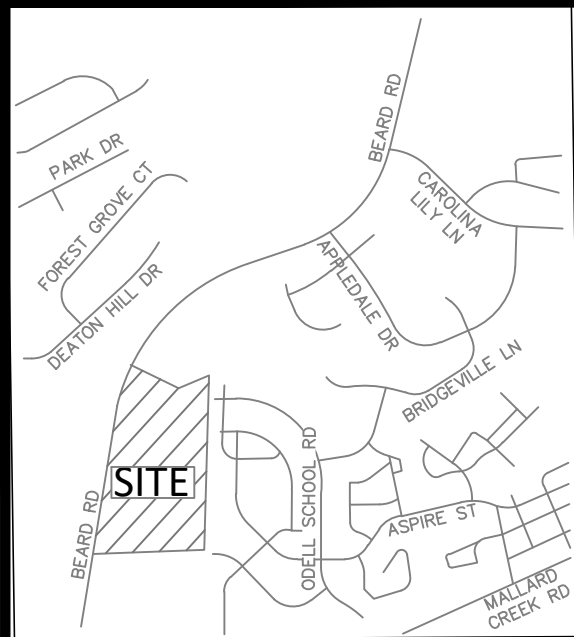 BEARD RD
PARK DR
CAROLINA
LILY LN
FOREST GROVE CT
APPLEDALE DR
DEATON HILL DR
BRIDGEVILLE LN
SITE
ODELL SCHOOL RD
BEARD RD
ASPIRE ST
MALLARD
CREEK RD